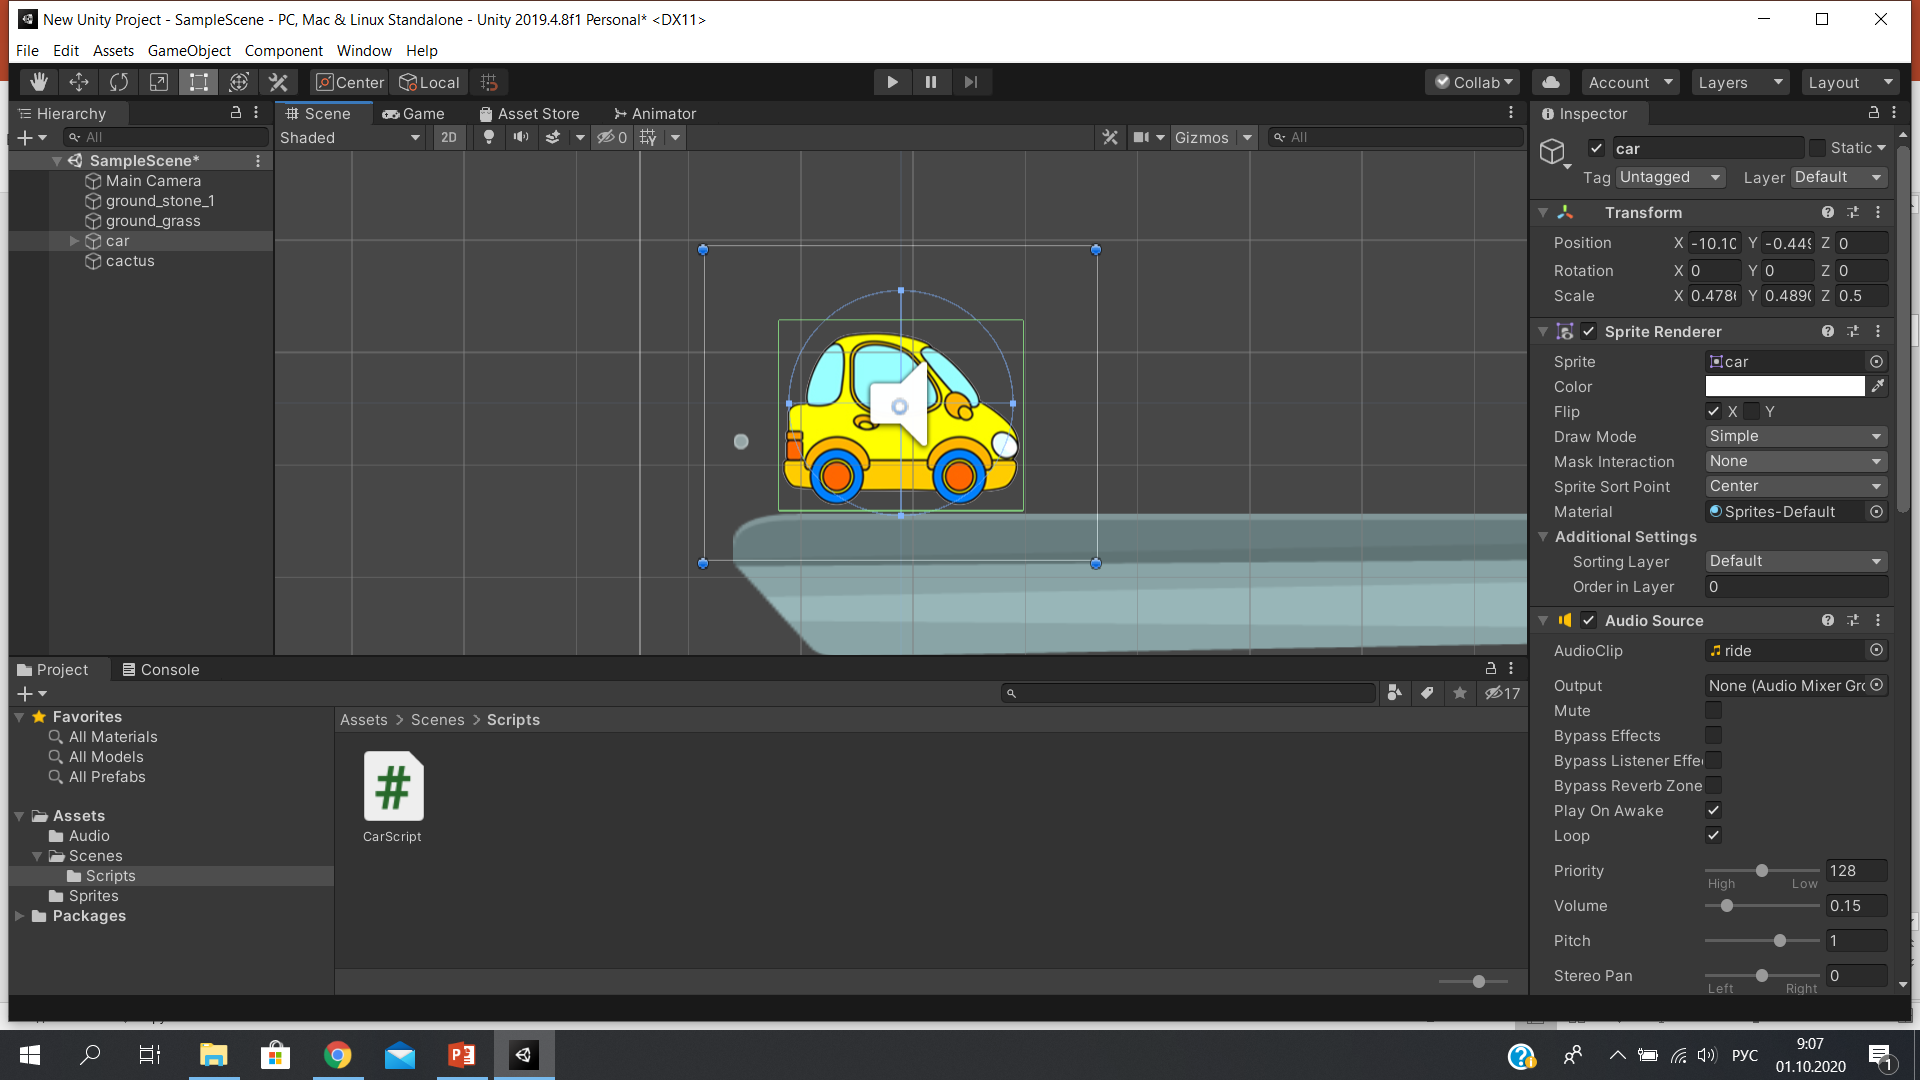 New Unity Project - SampleScene - PC, Mac & Linux Standalone - Unity 2019.4.8f1 Personal* <DX11>
File Edit Assets GameObject Component Window Help
Center Local Collab Account Layers Layout
Hierarchy
All
SampleScene*
Main Camera
ground_stone_1
ground_grass
car
cactus
Scene Game Asset Store Animator
Shaded 2D 0 Gizmos All
Inspector
car Static
Tag Untagged Layer Default
Transform
Position X -10.10 Y -0.449 Z 0
Rotation X 0 Y 0 Z 0
Scale X 0.4786 Y 0.4890 Z 0.5
Sprite Renderer
Sprite car
Color
Flip X Y
Draw Mode Simple
Mask Interaction None
Sprite Sort Point Center
Material Sprites-Default
Additional Settings
Sorting Layer Default
Order in Layer 0
Audio Source
AudioClip ride
Output None (Audio Mixer Gro
Mute
Bypass Effects
Bypass Listener Effe
Bypass Reverb Zone
Play On Awake
Loop
Priority 128
High Low
Volume 0.15
Pitch 1
Stereo Pan 0
Left Right
Project Console
17
Favorites
All Materials
All Models
All Prefabs
Assets
Audio
Scenes
Scripts
Sprites
Packages
Assets > Scenes > Scripts
#
CarScript
РУС
9:07
01.10.2020
1